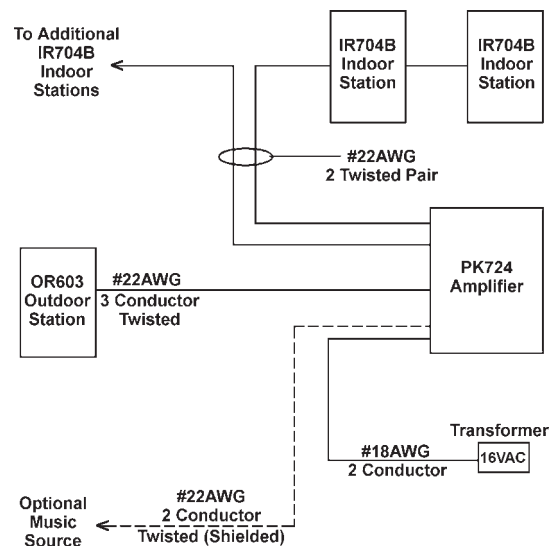 To Additional
IR704B
Indoor
Stations
IR704B
Indoor
Station
IR704B
Indoor
Station
#22AWG
2 Twisted Pair
PK724
Amplifier
OR603
Outdoor
Station
#22AWG
3 Conductor
Twisted
Transformer
16VAC
#18AWG
2 Conductor
Optional
Music
Source
#22AWG
2 Conductor
Twisted (Shielded)